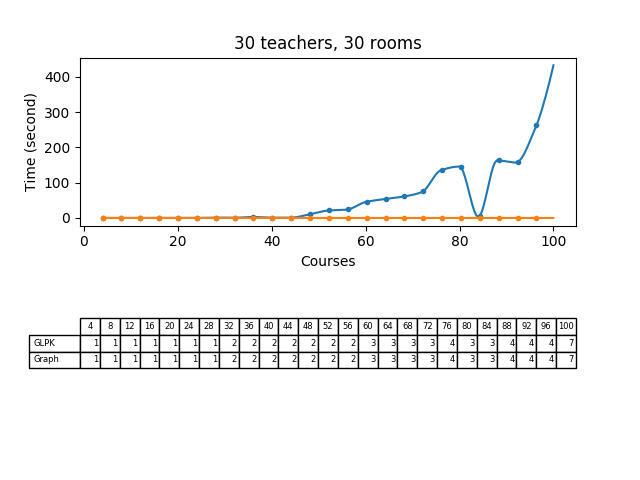 30 teachers, 30 rooms
Time (second)
400
300
200
100
0
0 20 40 60 80 100
Courses
4 8 12 16 20 24 28 32 36 40 44 48 52 56 60 64 68 72 76 80 84 88 92 96 100
GLPK 1 1 1 1 1 1 1 2 2 2 2 2 2 2 3 3 3 3 4 3 3 4 4 4 7
Graph 1 1 1 1 1 1 1 2 2 2 2 2 2 2 3 3 3 3 4 3 3 4 4 4 7